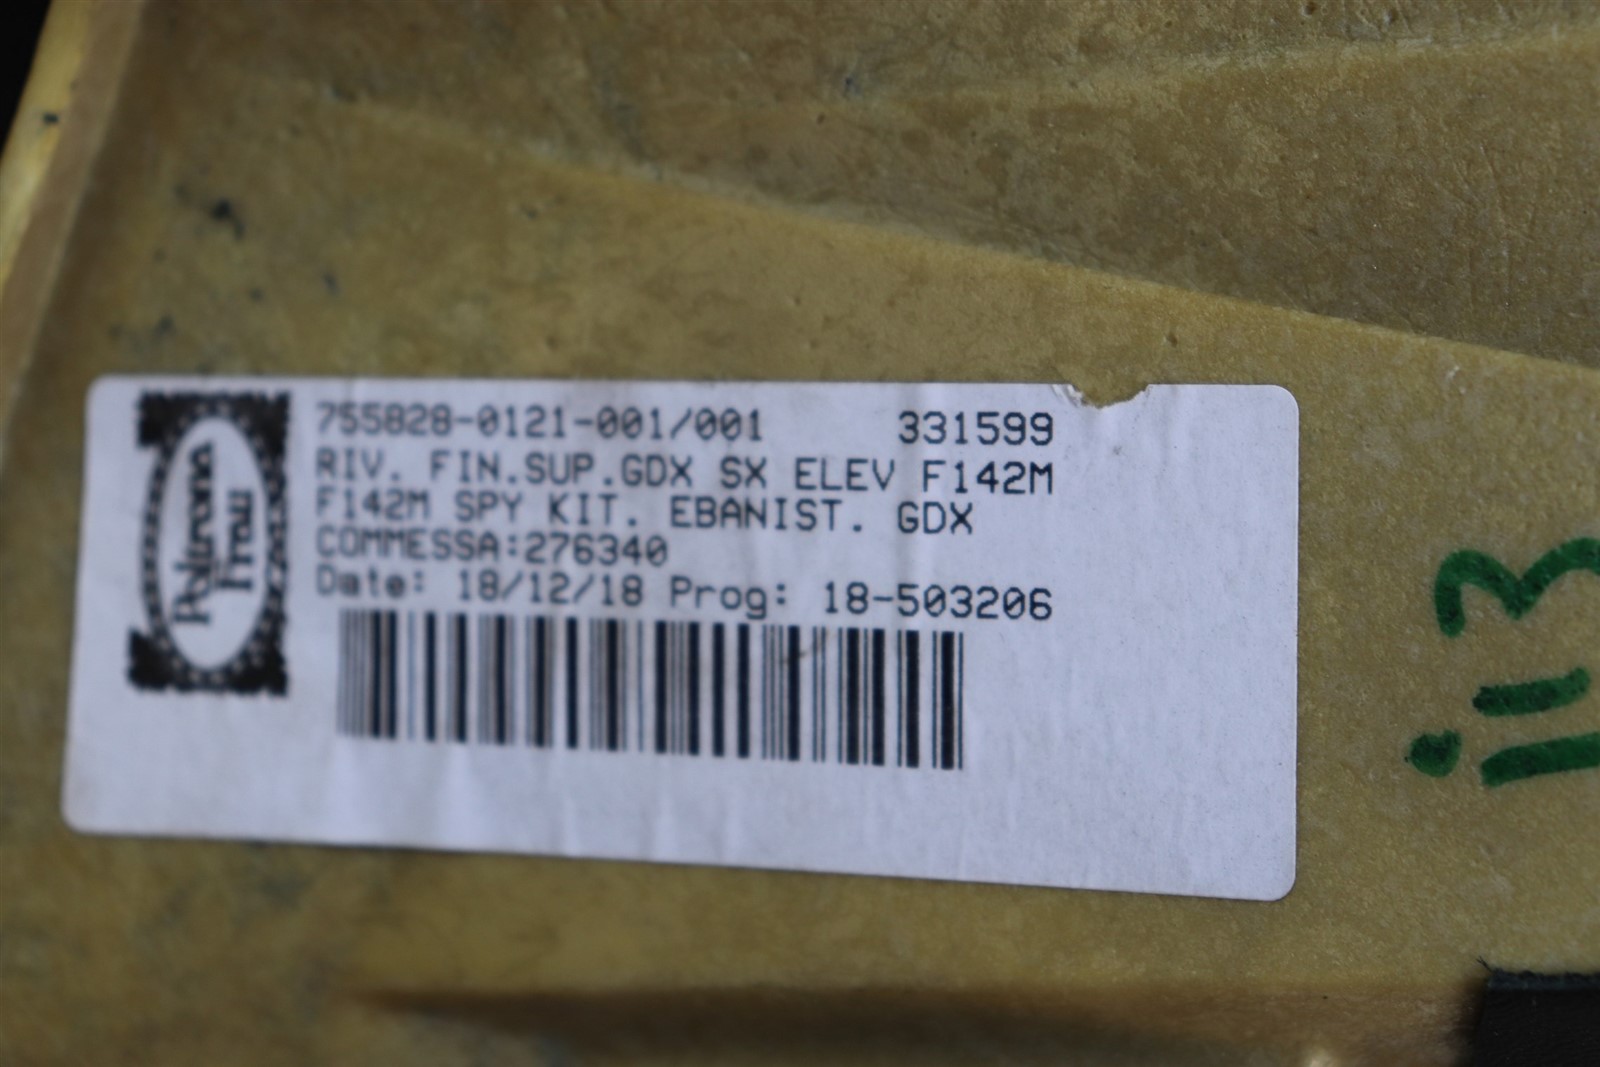 Poltrona
Frau
755828-0121-001/001 331599
RIV. FIN.SUP.GDX SX ELEV F142M
F142M SPY KIT. EBANIST. GDX
COMMESSA:276340
Date: 18/12/18 Prog: 18-503206